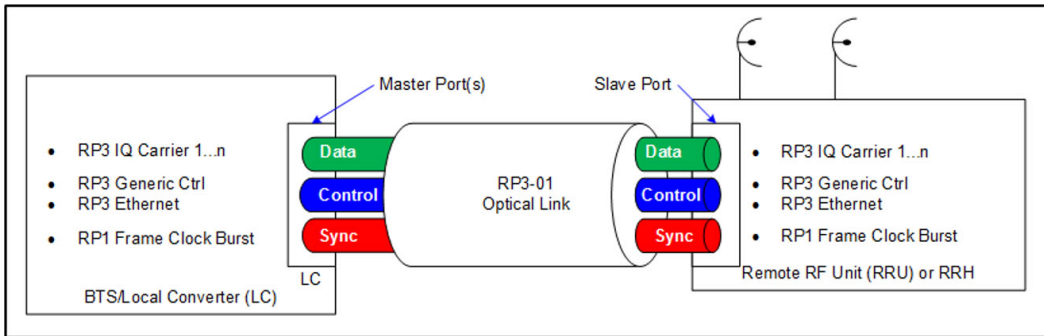 Master Port(s)
Slave Port
• RP3 IQ Carrier 1...n
• RP3 Generic Ctrl
• RP3 Ethernet
• RP1 Frame Clock Burst
Data
Control
Sync
LC
BTS/Local Converter (LC)
RP3-01
Optical Link
Data
Control
Sync
• RP3 IQ Carrier 1...n
• RP3 Generic Ctrl
• RP3 Ethernet
• RP1 Frame Clock Burst
Remote RF Unit (RRU) or RRH